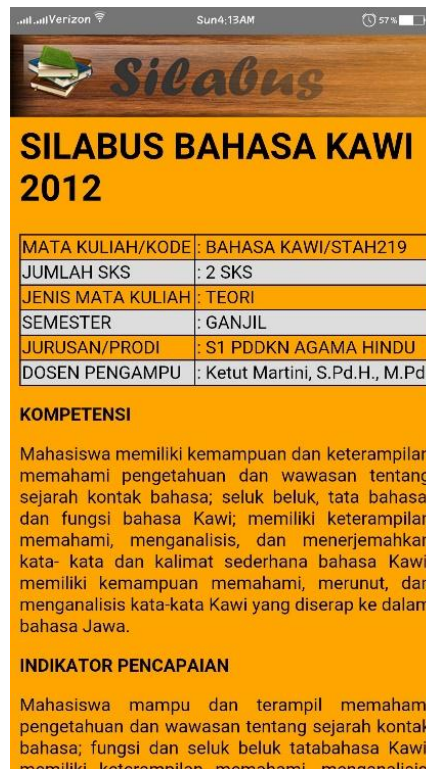 Verizon Sun4:13AM 57%
Silabus
SILABUS BAHASA KAWI
2012
MATA KULIAH/KODE : BAHASA KAWI/STAH219
JUMLAH SKS : 2 SKS
JENIS MATA KULIAH : TEORI
SEMESTER : GANJIL
JURUSAN/PRODI : S1 PDDKN AGAMA HINDU
DOSEN PENGAMPU : Ketut Martini, S.Pd.H., M.Pd
KOMPETENSI
Mahasiswa memiliki kemampuan dan keterampilan
memahami pengetahuan dan wawasan tentang
sejarah kontak bahasa; seluk beluk, tata bahasa
dan fungsi bahasa Kawi; memiliki keterampilan
memahami, menganalisis, dan menerjemahkan
kata- kata dan kalimat sederhana bahasa Kawi
memiliki kemampuan memahami, merunut, dan
menganalisis kata-kata Kawi yang diserap ke dalam
bahasa Jawa.
INDIKATOR PENCAPAIAN
Mahasiswa mampu dan terampil memaham
pengetahuan dan wawasan tentang sejarah kontak
bahasa; fungsi dan seluk beluk tatabahasa Kawi
memiliki keterampilan memahami, menganalisis